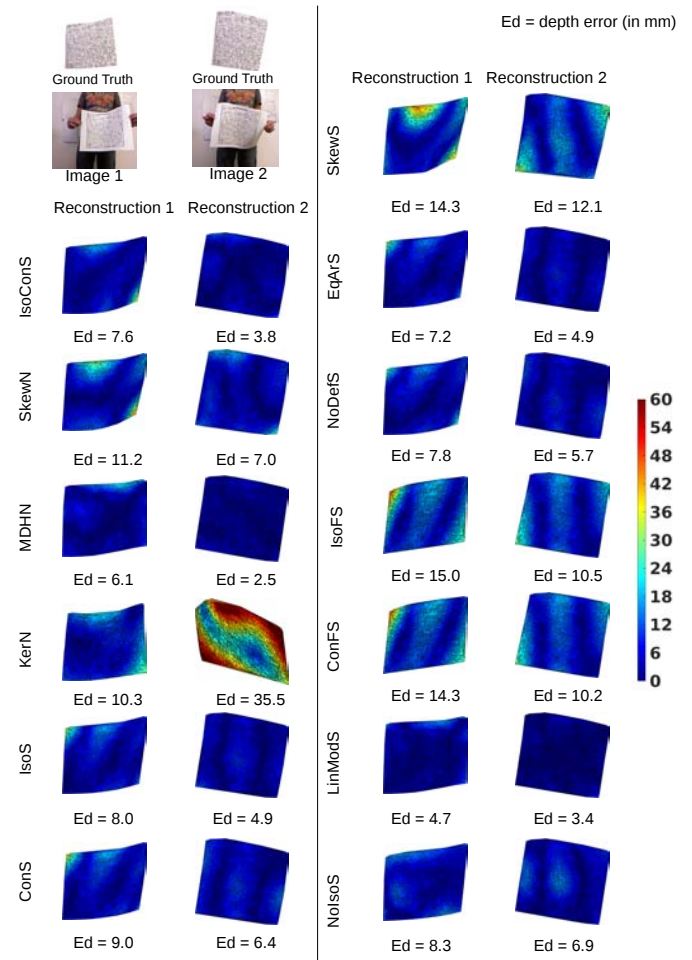 Ground Truth Ground Truth
Image 1 Image 2
Reconstruction 1 Reconstruction 2
IsoConS
Ed = 7.6 Ed = 3.8
SkewN
Ed = 11.2 Ed = 7.0
MDHN
Ed = 6.1 Ed = 2.5
KerN
Ed = 10.3 Ed = 35.5
IsoS
Ed = 8.0 Ed = 4.9
ConS
Ed = 9.0 Ed = 6.4
Ed = depth error (in mm)
Reconstruction 1 Reconstruction 2
SkewS
Ed = 14.3 Ed = 12.1
EqArS
Ed = 7.2 Ed = 4.9
NoDefS
Ed = 7.8 Ed = 5.7
IsoFS
Ed = 15.0 Ed = 10.5
ConFS
Ed = 14.3 Ed = 10.2
LinModS
Ed = 4.7 Ed = 3.4
NoIsoS
Ed = 8.3 Ed = 6.9
60
54
48
42
36
30
24
18
12
6
0